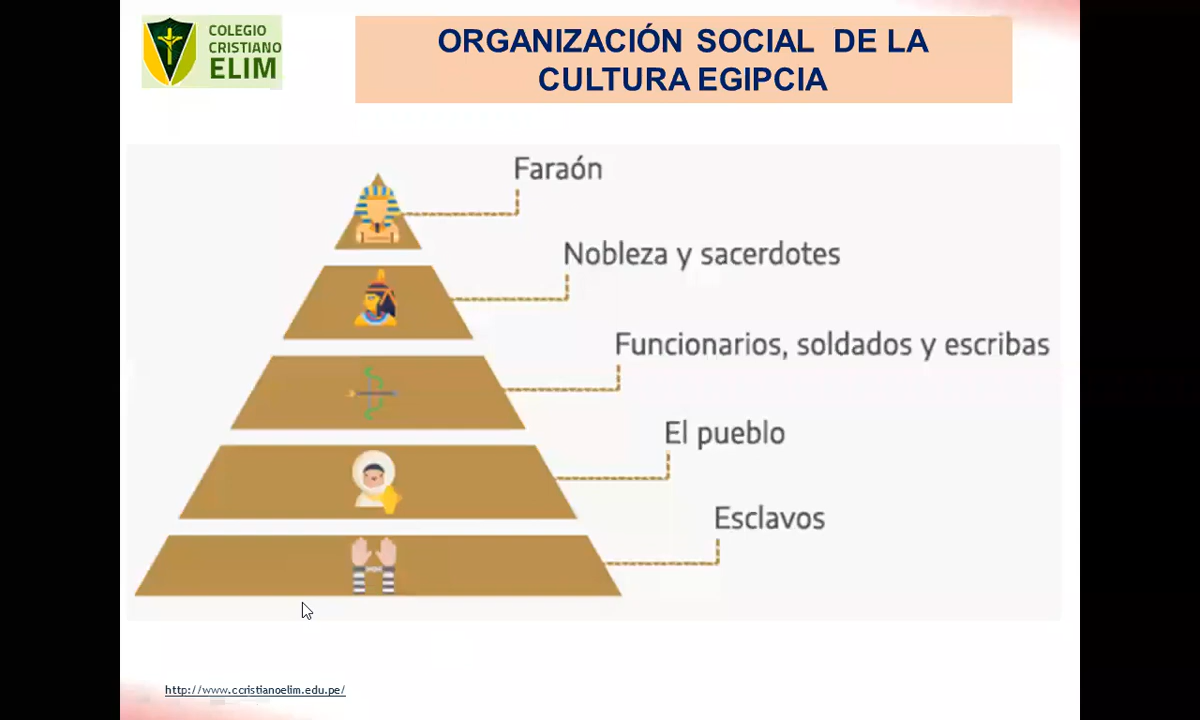 COLEGIO
CRISTIANO
ELIM
ORGANIZACIÓN SOCIAL DE LA
CULTURA EGIPCIA
Faraón
Nobleza y sacerdotes
Funcionarios, soldados y escribas
El pueblo
Esclavos
http://www.ccristianoelim.edu.pe/